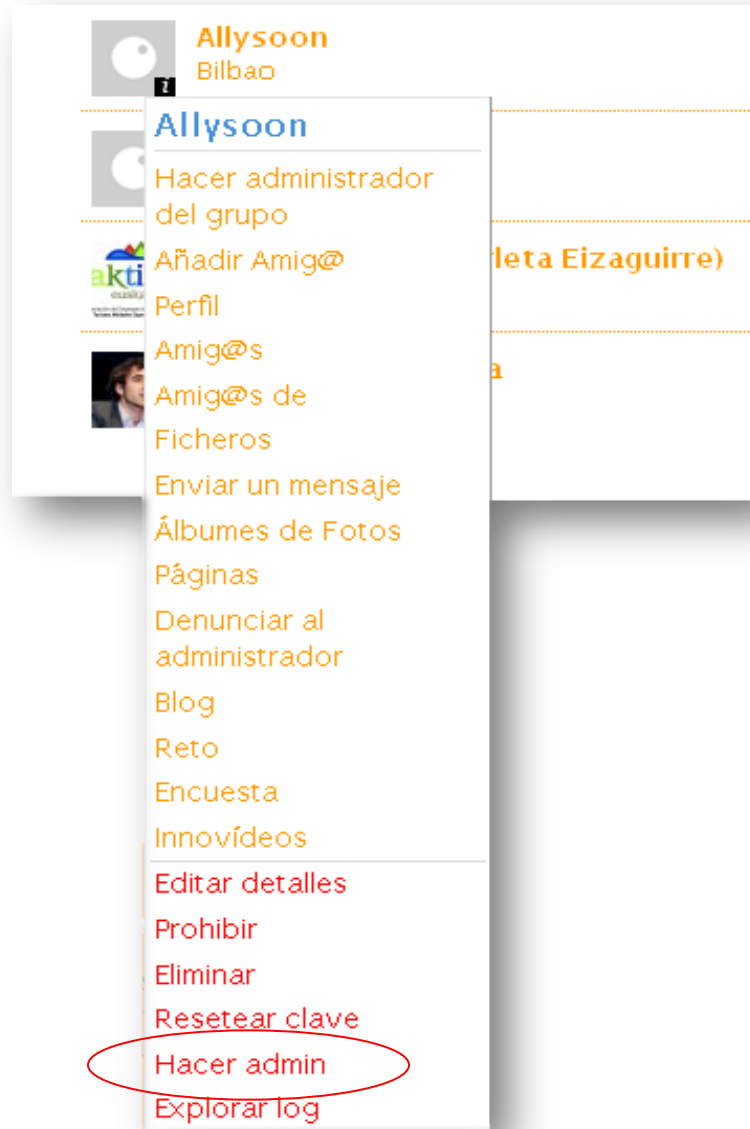 Allysoon
Bilbao
Allysoon
Hacer administrador
del grupo
Añadir Amig@
leta Eizaguirre)
Perfil
Amig@s
a
Amig@s de
Ficheros
Enviar un mensaje
Álbumes de Fotos
Páginas
Denunciar al
administrador
Blog
Reto
Encuesta
Innovídeos
Editar detalles
Prohibir
Eliminar
Resetear clave
Hacer admin
Explorar log